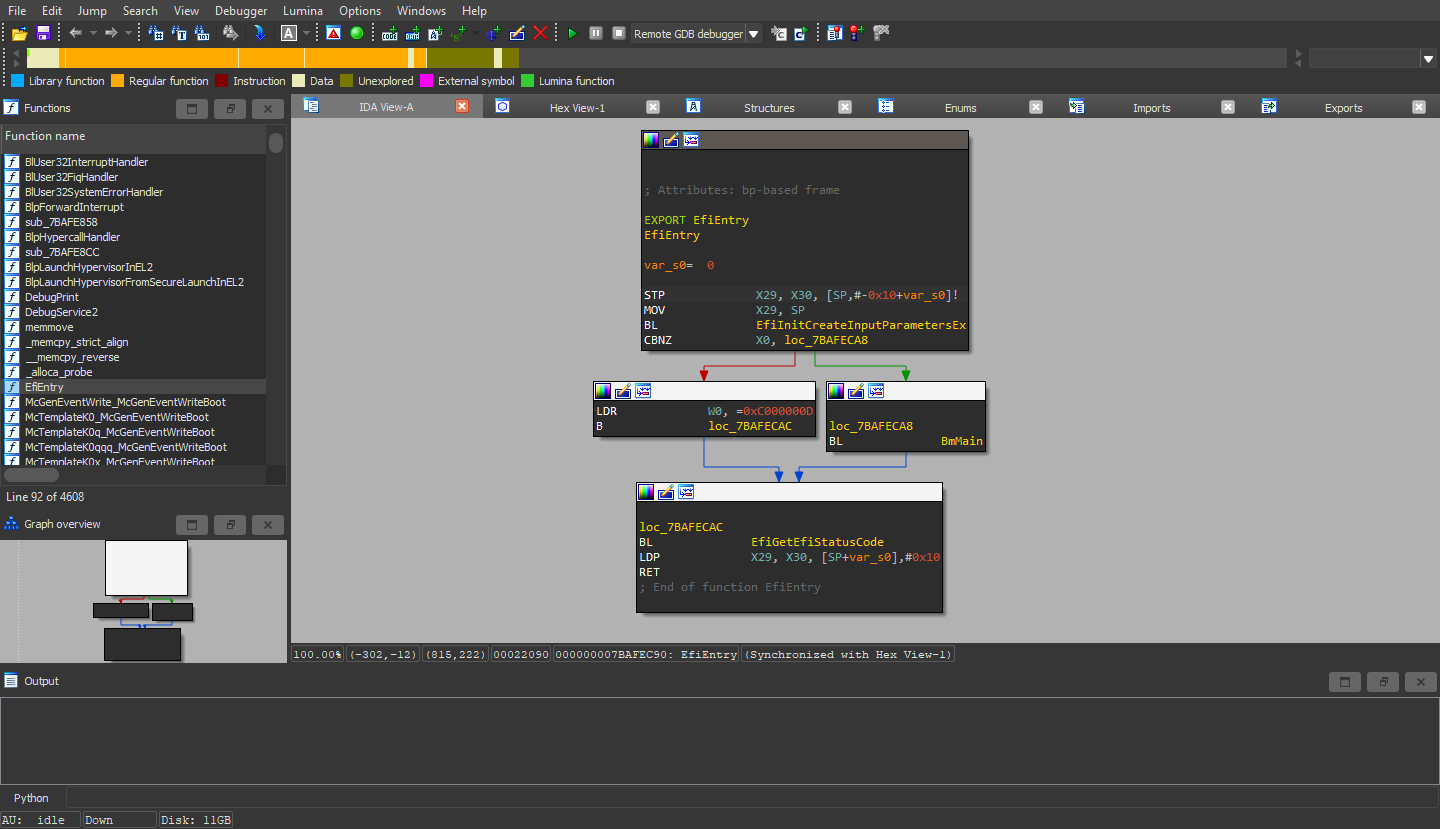 File Edit Jump Search View Debugger Lumina Options Windows Help
Remote GDB debugger
Library function Regular function Instruction Data Unexplored External symbol Lumina function
Functions
IDA View-A
Hex View-1
Structures
Enums
Imports
Exports
Function name
BlUser32InterruptHandler
BlUser32FiqHandler
BlUser32SystemErrorHandler
BlpForwardInterrupt
sub_7BAFE858
BlpHypercallHandler
sub_7BAFE8CC
BlpLaunchHypervisorInEL2
BlpLaunchHypervisorFromSecureLaunchInEL2
DebugPrint
DebugService2
memmove
_memcpy_strict_align
__memcpy_reverse
_alloca_probe
EfiEntry
McGenEventWrite_McGenEventWriteBoot
McTemplateK0_McGenEventWriteBoot
McTemplateK0q_McGenEventWriteBoot
McTemplateK0qqq_McGenEventWriteBoot
McTemplateK0x_McGenEventWriteBoot
Line 92 of 4608
Graph overview
; Attributes: bp-based frame
EXPORT EfiEntry
EfiEntry
var_s0= 0
STP X29, X30, [SP,#-0x10+var_s0]!
MOV X29, SP
BL EfiInitCreateInputParametersEx
CBNZ X0, loc_7BAFECA8
LDR W0, =0xC000000D
B loc_7BAFECAC
loc_7BAFECA8
BL BmMain
loc_7BAFECAC
BL EfiGetEfiStatusCode
LDP X29, X30, [SP+var_s0],#0x10
RET
; End of function EfiEntry
100.00% (-302,-12) (815,222) 00022090 000000007BAFEC90: EfiEntry (Synchronized with Hex View-1)
Output
Python
AU: idle Down Disk: 11GB